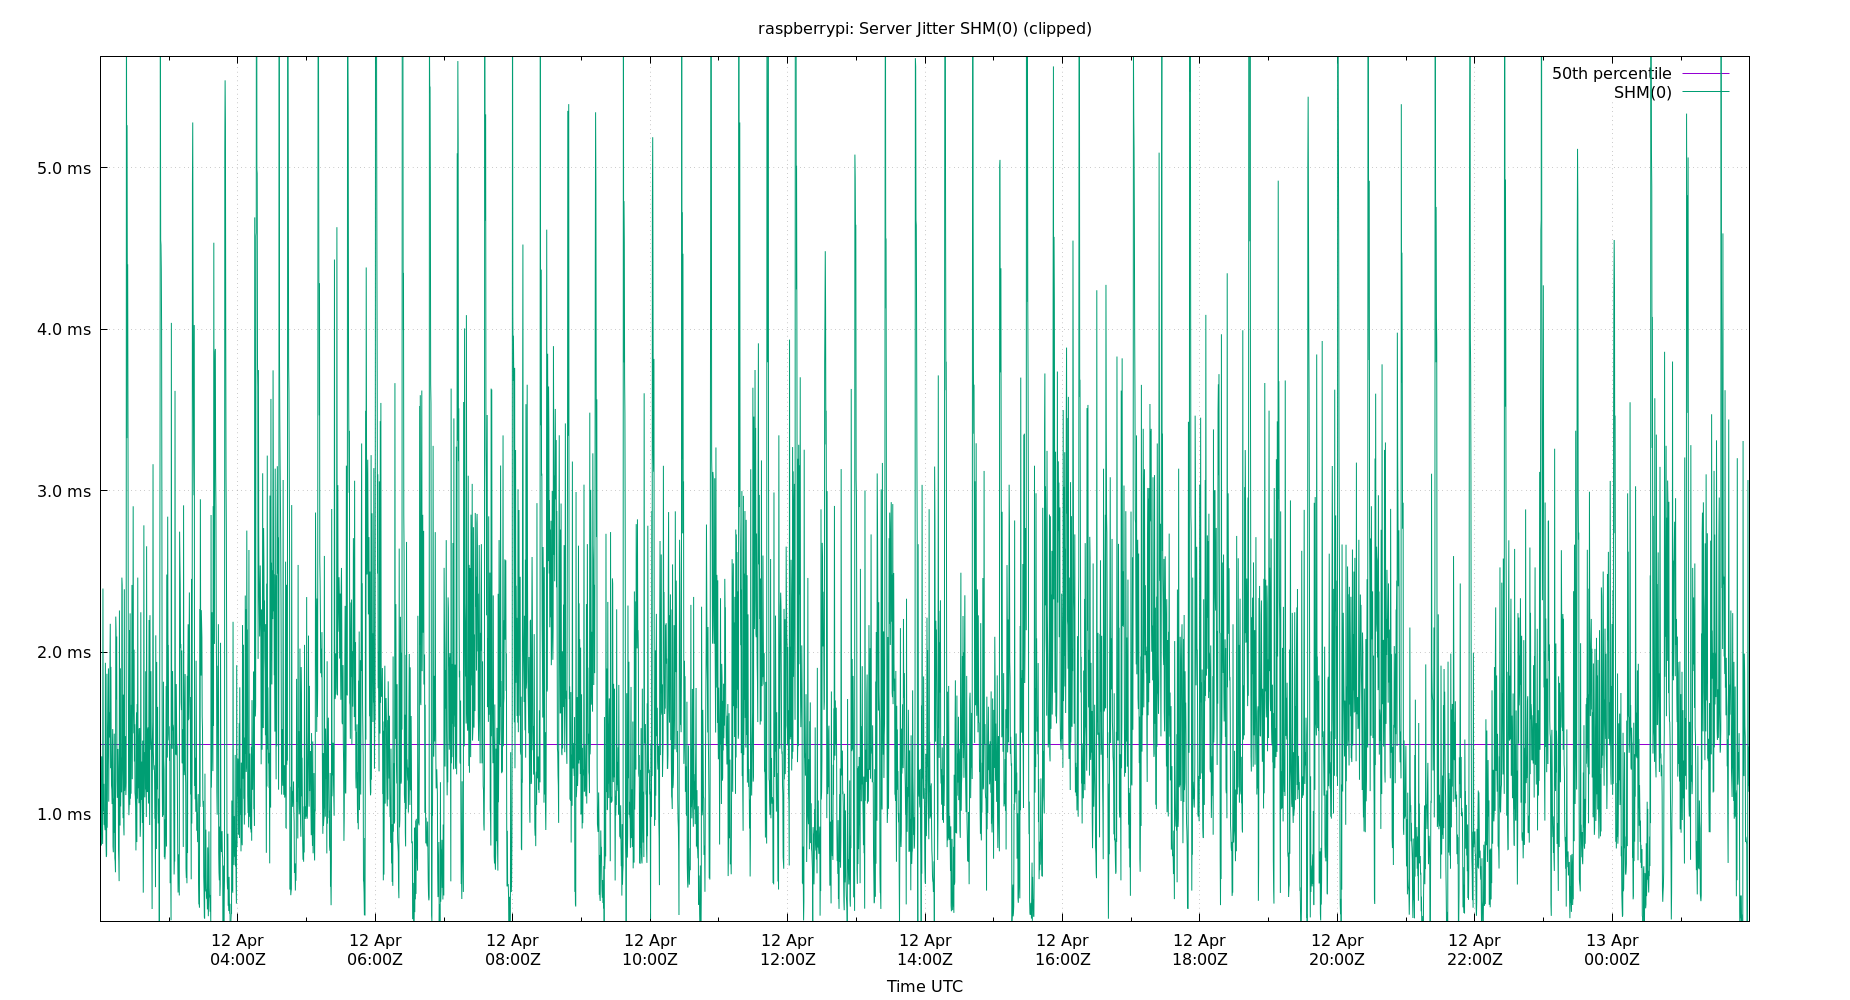 raspberrypi: Server Jitter SHM(0) (clipped)
50th percentile
SHM(0)
5.0 ms
4.0 ms
3.0 ms
2.0 ms
1.0 ms
12 Apr 12 Apr 12 Apr 12 Apr 12 Apr 12 Apr 12 Apr 12 Apr 12 Apr 12 Apr 13 Apr
04:00Z 06:00Z 08:00Z 10:00Z 12:00Z 14:00Z 16:00Z 18:00Z 20:00Z 22:00Z 00:00Z
Time UTC